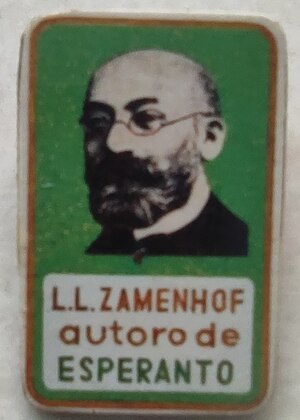 L.L. ZAMENHOF
autoro de
ESPERANTO